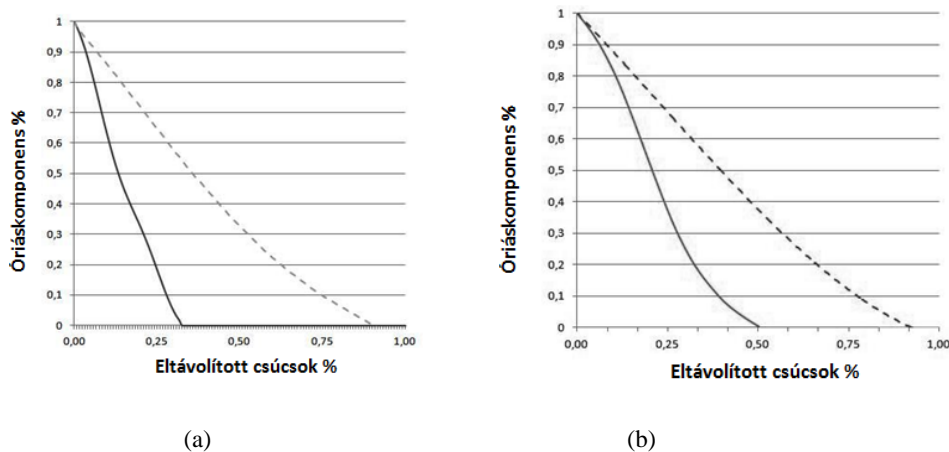 1
0,9
0,8
0,7
0,6
0,5
0,4
0,3
0,2
0,1
0
0,00 0,25 0,50 0,75 1,00
Óriáskomponens %
Eltávolított csúcsok %
(a)
1
0,9
0,8
0,7
0,6
0,5
0,4
0,3
0,2
0,1
0
0,00 0,25 0,50 0,75 1,00
Óriáskomponens %
Eltávolított csúcsok %
(b)